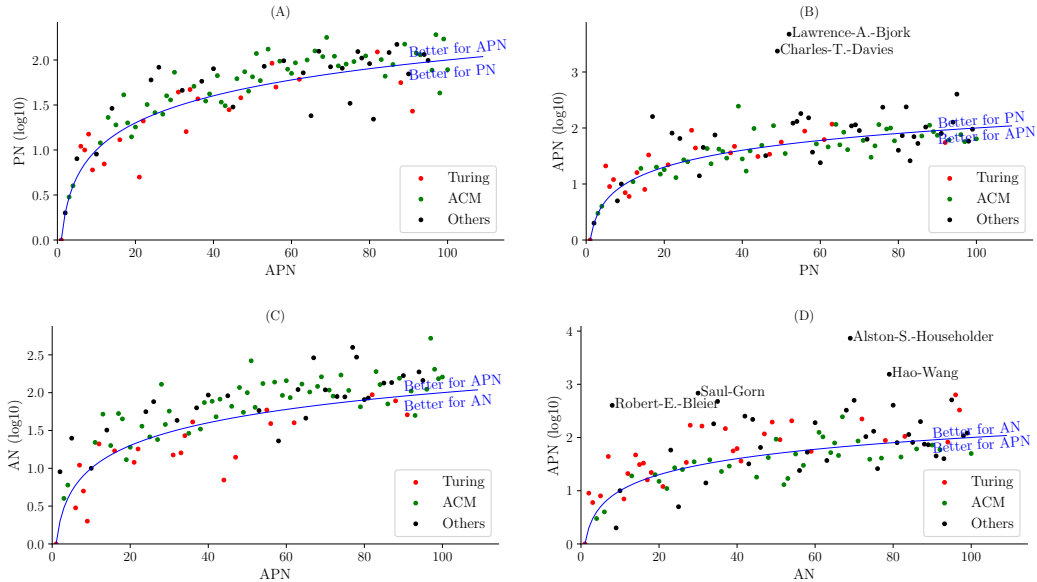 (A)
PN (log10)
2.0
1.5
1.0
0.5
0.0
Better for APN
Better for PN
Turing
ACM
Others
0
20
40
60
80
100
APN
(B)
APN (log10)
3
2
1
0
Lawrence-A.-Bjork
Charles-T.-Davies
Better for PN
Better for APN
Turing
ACM
Others
0
20
40
60
80
100
PN
(C)
AN (log10)
2.5
2.0
1.5
1.0
0.5
0.0
Better for APN
Better for AN
Turing
ACM
Others
0
20
40
60
80
100
APN
(D)
APN (log10)
4
3
2
1
0
Alston-S.-Householder
Hao-Wang
Saul-Gorn
Robert-E.-Bleier
Better for AN
Better for APN
Turing
ACM
Others
0
20
40
60
80
100
AN